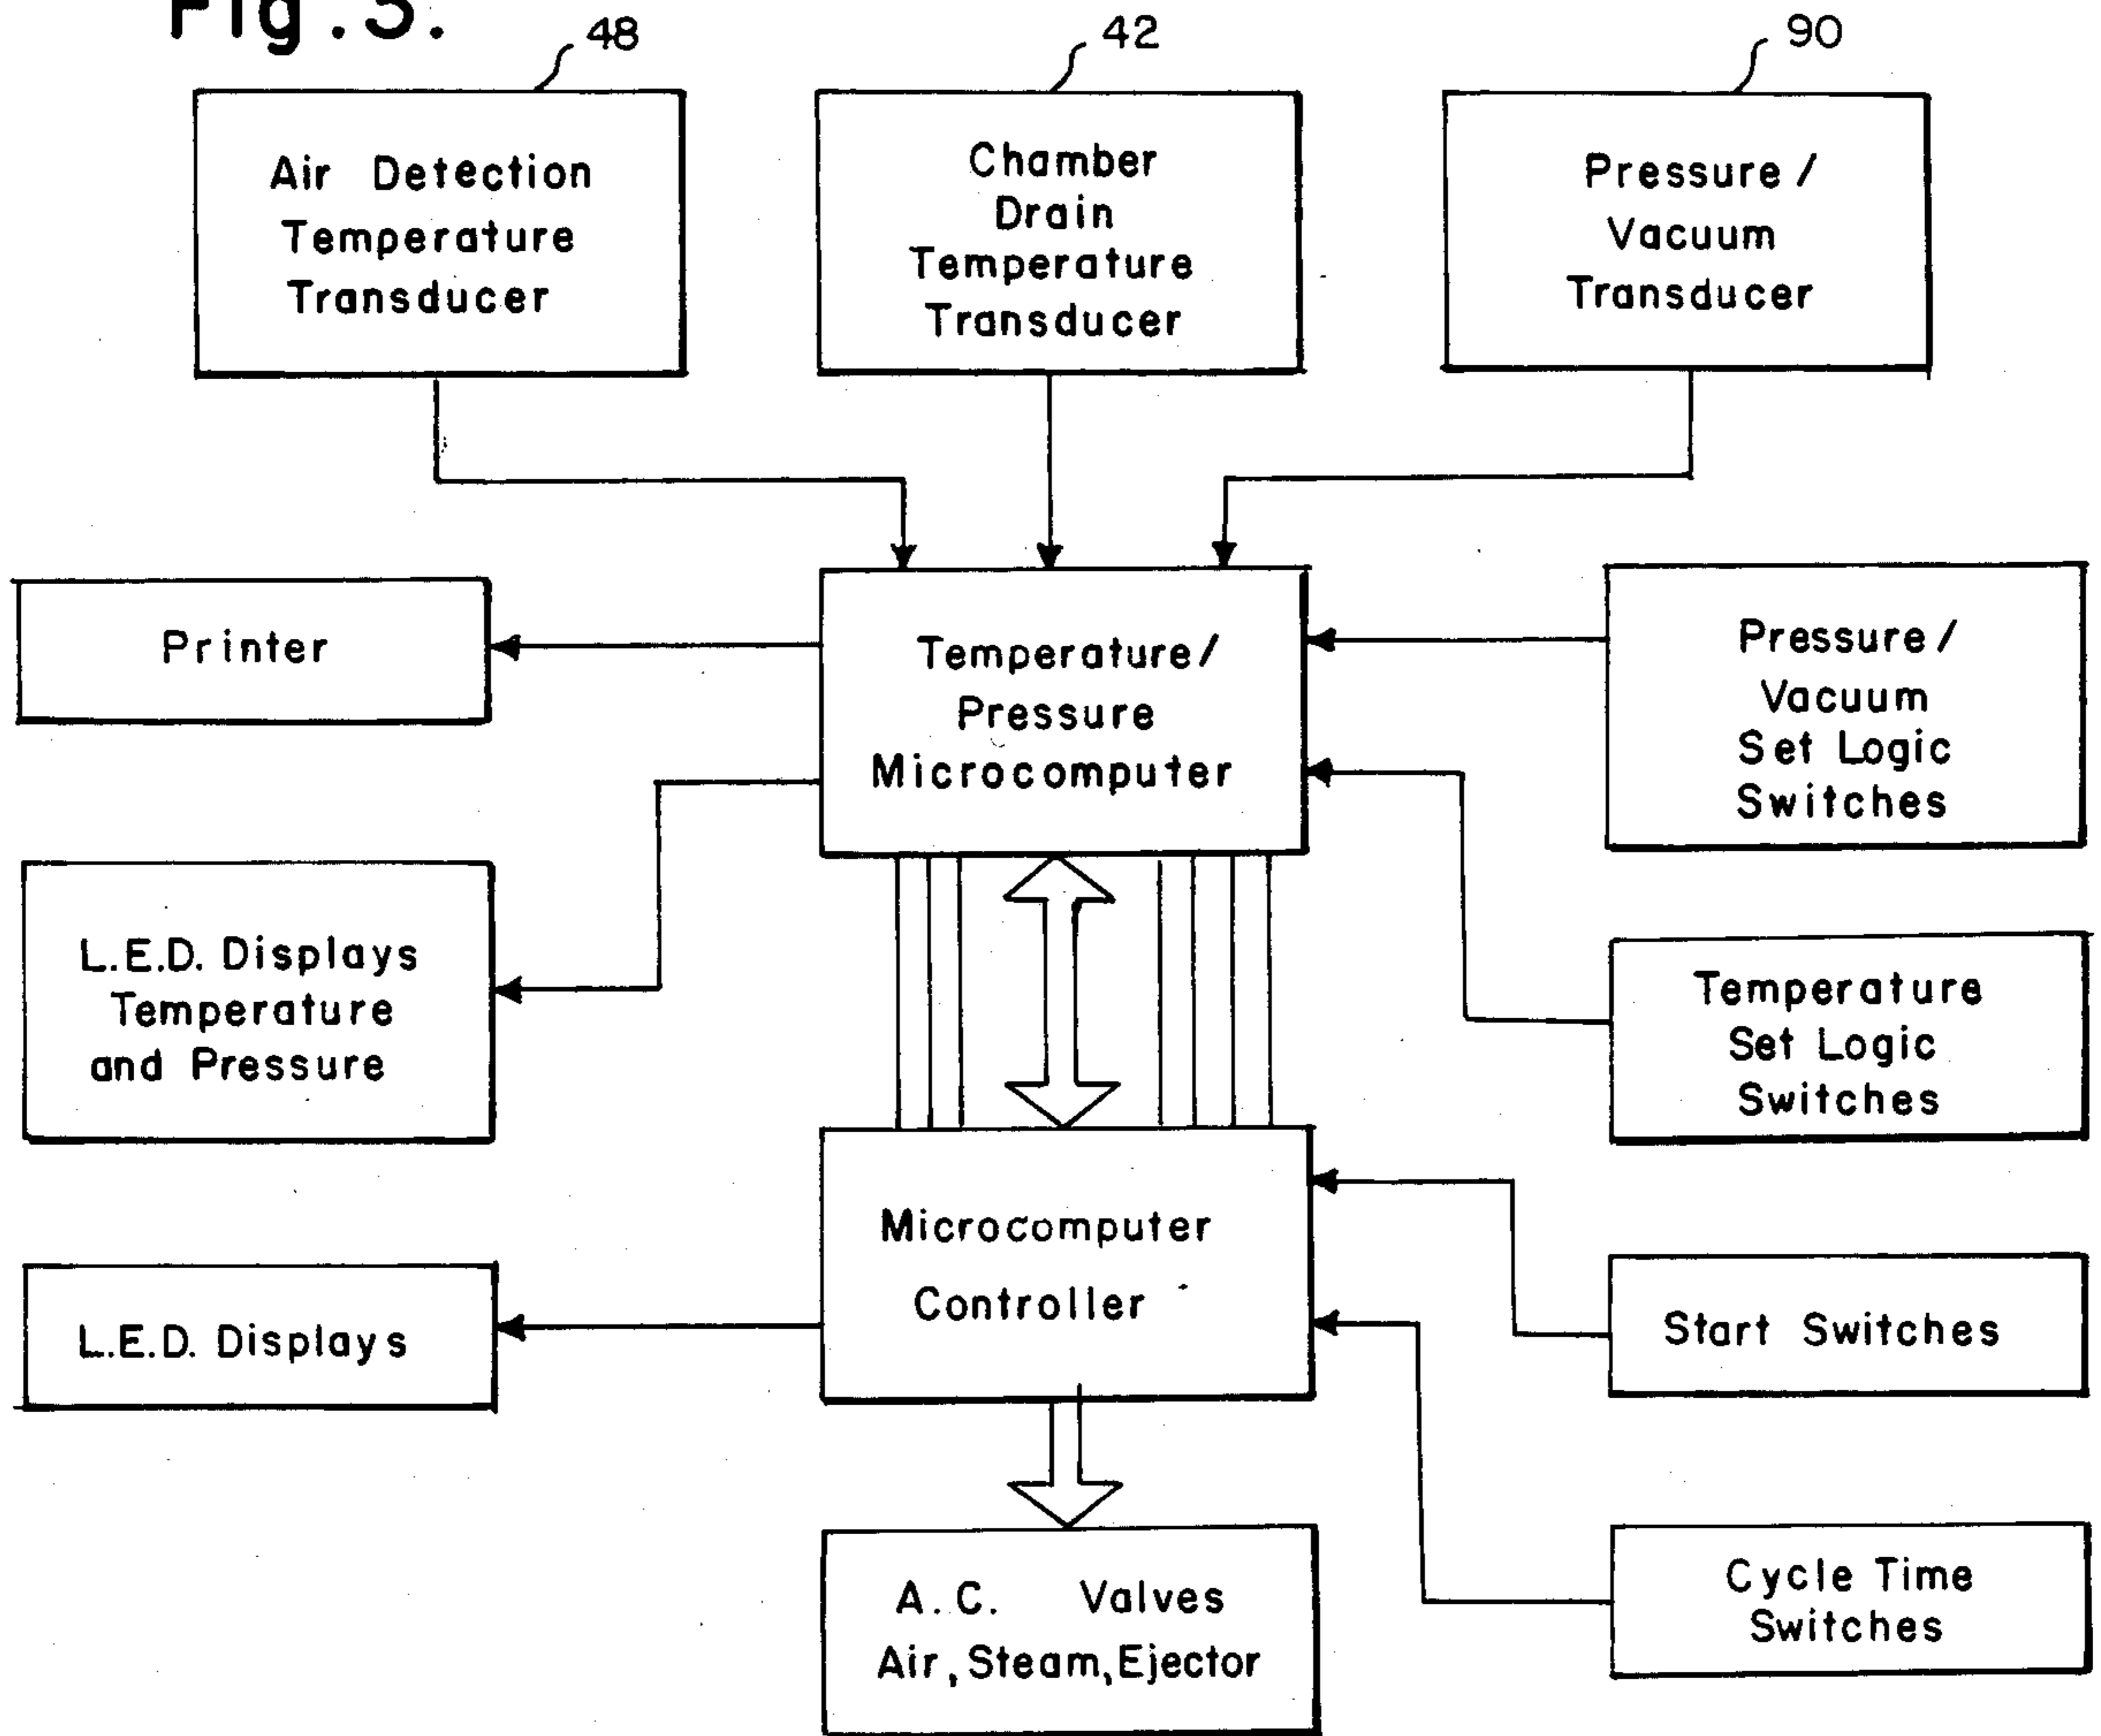 Fig.3.
48
42
90
Air Detection
Temperature
Transducer
Chamber
Drain
Temperature
Transducer
Pressure/
Vacuum
Transducer
Printer
Temperature/
Pressure
Microcomputer
Pressure/
Vacuum
Set Logic
Switches
L.E.D. Displays
Temperature
and Pressure
Temperature
Set Logic
Switches
Microcomputer
Controller
L.E.D. Displays
Start Switches
A.C. Valves
Air, Steam, Ejector
Cycle Time
Switches